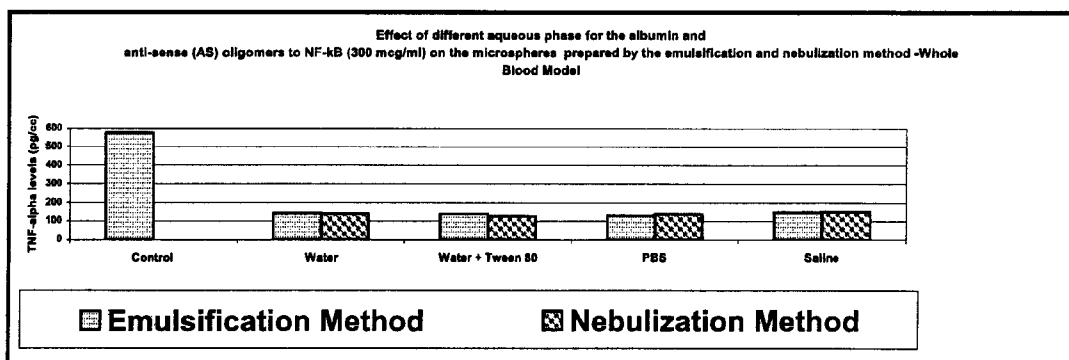 Effect of different aqueous phase for the albumin and
anti-sense (AS) oligomers to NF-kB (300 mcg/ml) on the microspheres prepared by the emulsification and nebulization method -Whole
Blood Model
TNF-alpha levels (pg/cc)
600
500
400
300
200
100
0
Control Water Water + Tween 80 PBS Saline
Emulsification Method Nebulization Method